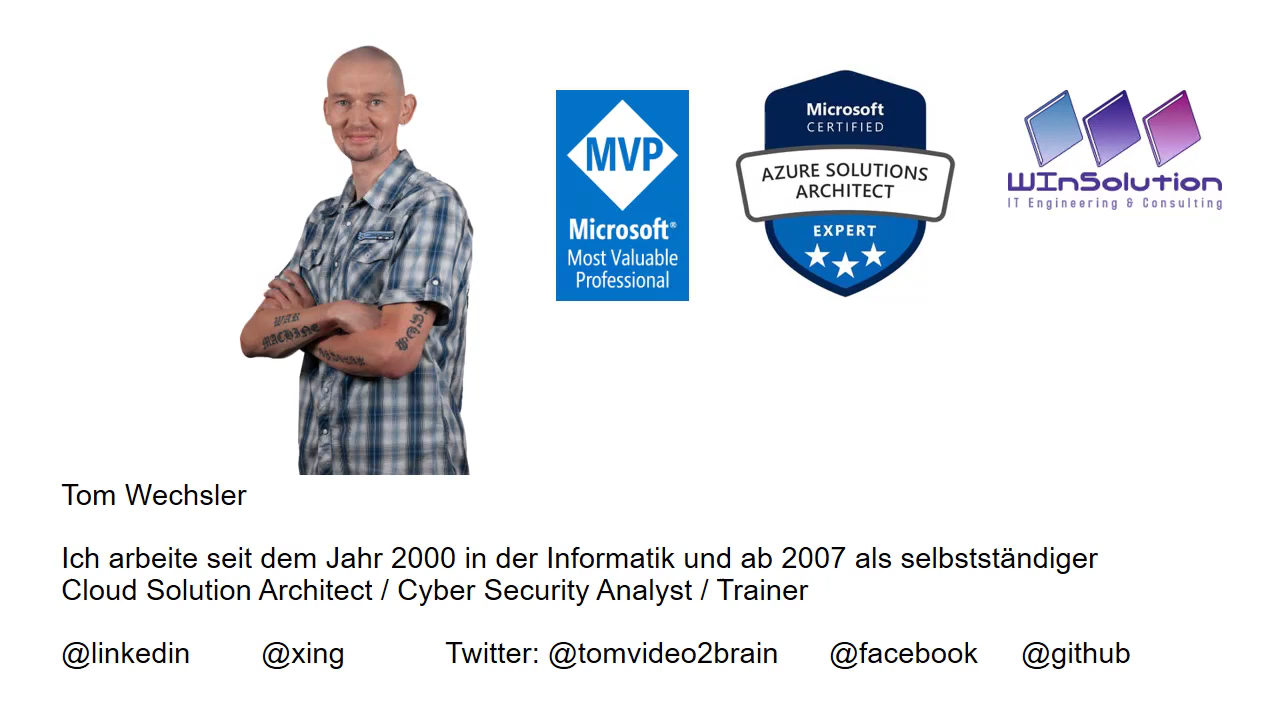 MVP
Microsoft®
Most Valuable
Professional
Microsoft
CERTIFIED
AZURE SOLUTIONS
ARCHITECT
EXPERT
WInSolution
IT Engineering & Consulting
WAR
MACHINE
Tom Wechsler
Ich arbeite seit dem Jahr 2000 in der Informatik und ab 2007 als selbstständiger
Cloud Solution Architect / Cyber Security Analyst / Trainer
@linkedin @xing Twitter: @tomvideo2brain @facebook @github